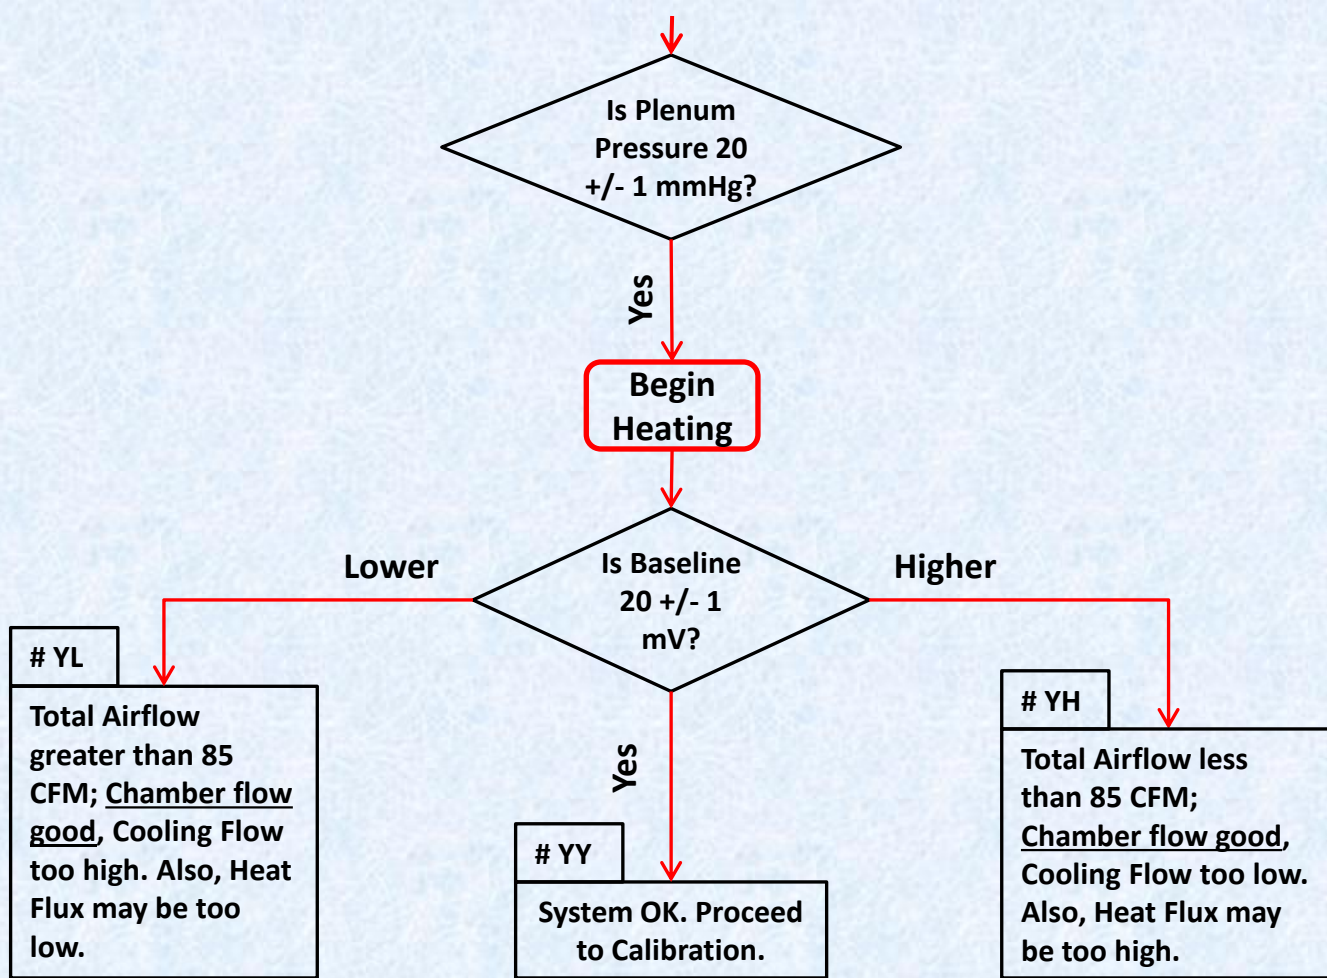 Is Plenum
Pressure 20
+/- 1 mmHg?
Yes
Begin
Heating
Is Baseline
20 +/- 1
mV?
Lower
Higher
Yes
# YL
Total Airflow
greater than 85
CFM; Chamber flow
good, Cooling Flow
too high. Also, Heat
Flux may be too
low.
# YY
System OK. Proceed
to Calibration.
# YH
Total Airflow less
than 85 CFM;
Chamber flow good,
Cooling Flow too low.
Also, Heat Flux may
be too high.